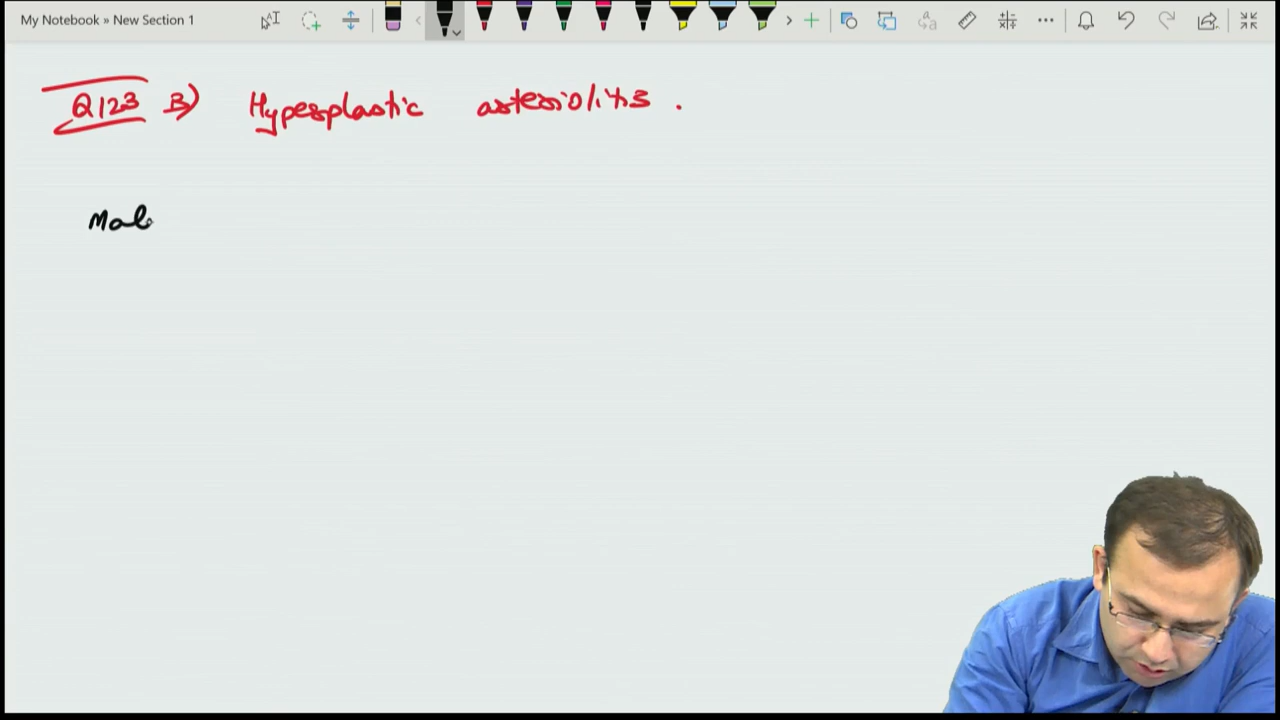 My Notebook » New Section 1
Q123 B) Hyperplastic arteriolitis .
Mal